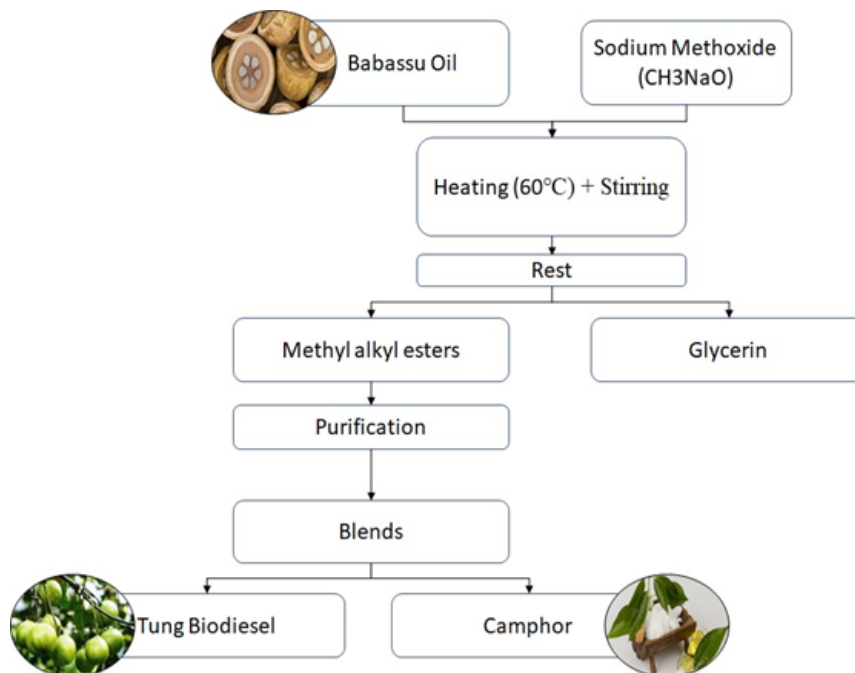 Babassu Oil
Sodium Methoxide
(CH3NaO)
Heating (60°C) + Stirring
Rest
Methyl alkyl esters
Glycerin
Purification
Blends
Tung Biodiesel
Camphor